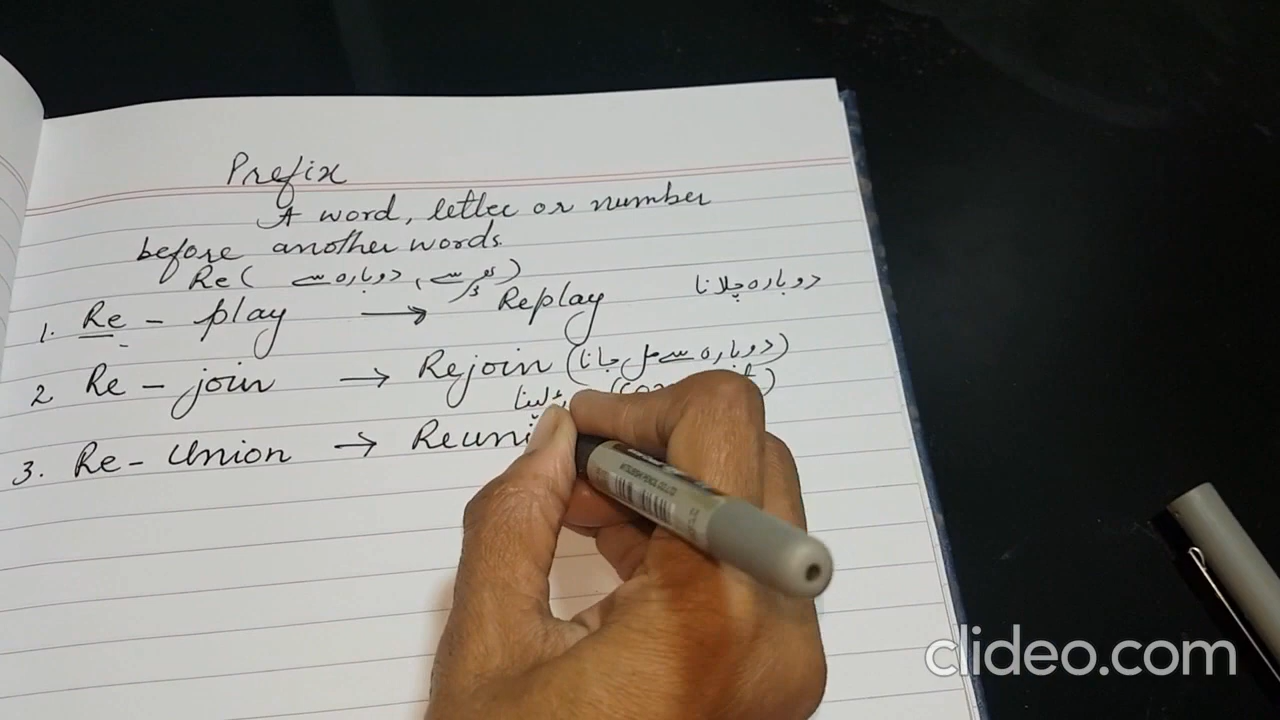 Prefix
A word, letter or number
before another words.
Re ( دوبارہ سے ، پھر سے )
1. Re - play → Replay دوبارہ چلانا
2 Re - join → Rejoin (دوبارہ سے مل جانا)
3. Re - Union → Reuni
clideo.com